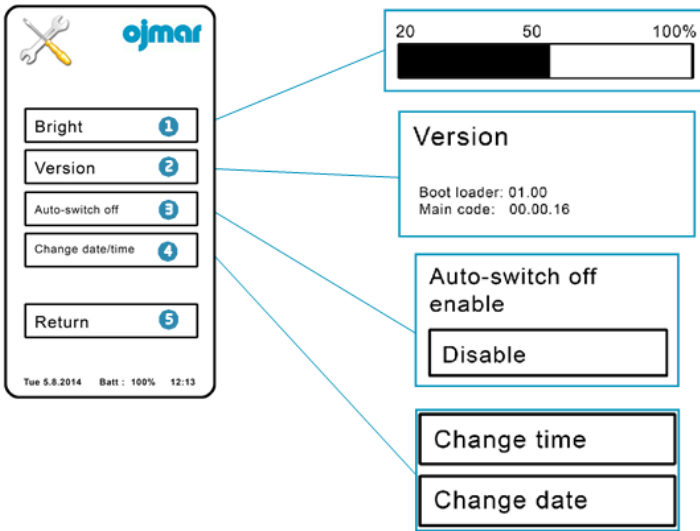 ojmar
Bright 1
Version 2
Auto-switch off 3
Change date/time 4
Return 5
Tue 5.8.2014 Batt : 100% 12:13
20 50 100%
Version
Boot loader: 01.00
Main code: 00.00.16
Auto-switch off
enable
Disable
Change time
Change date